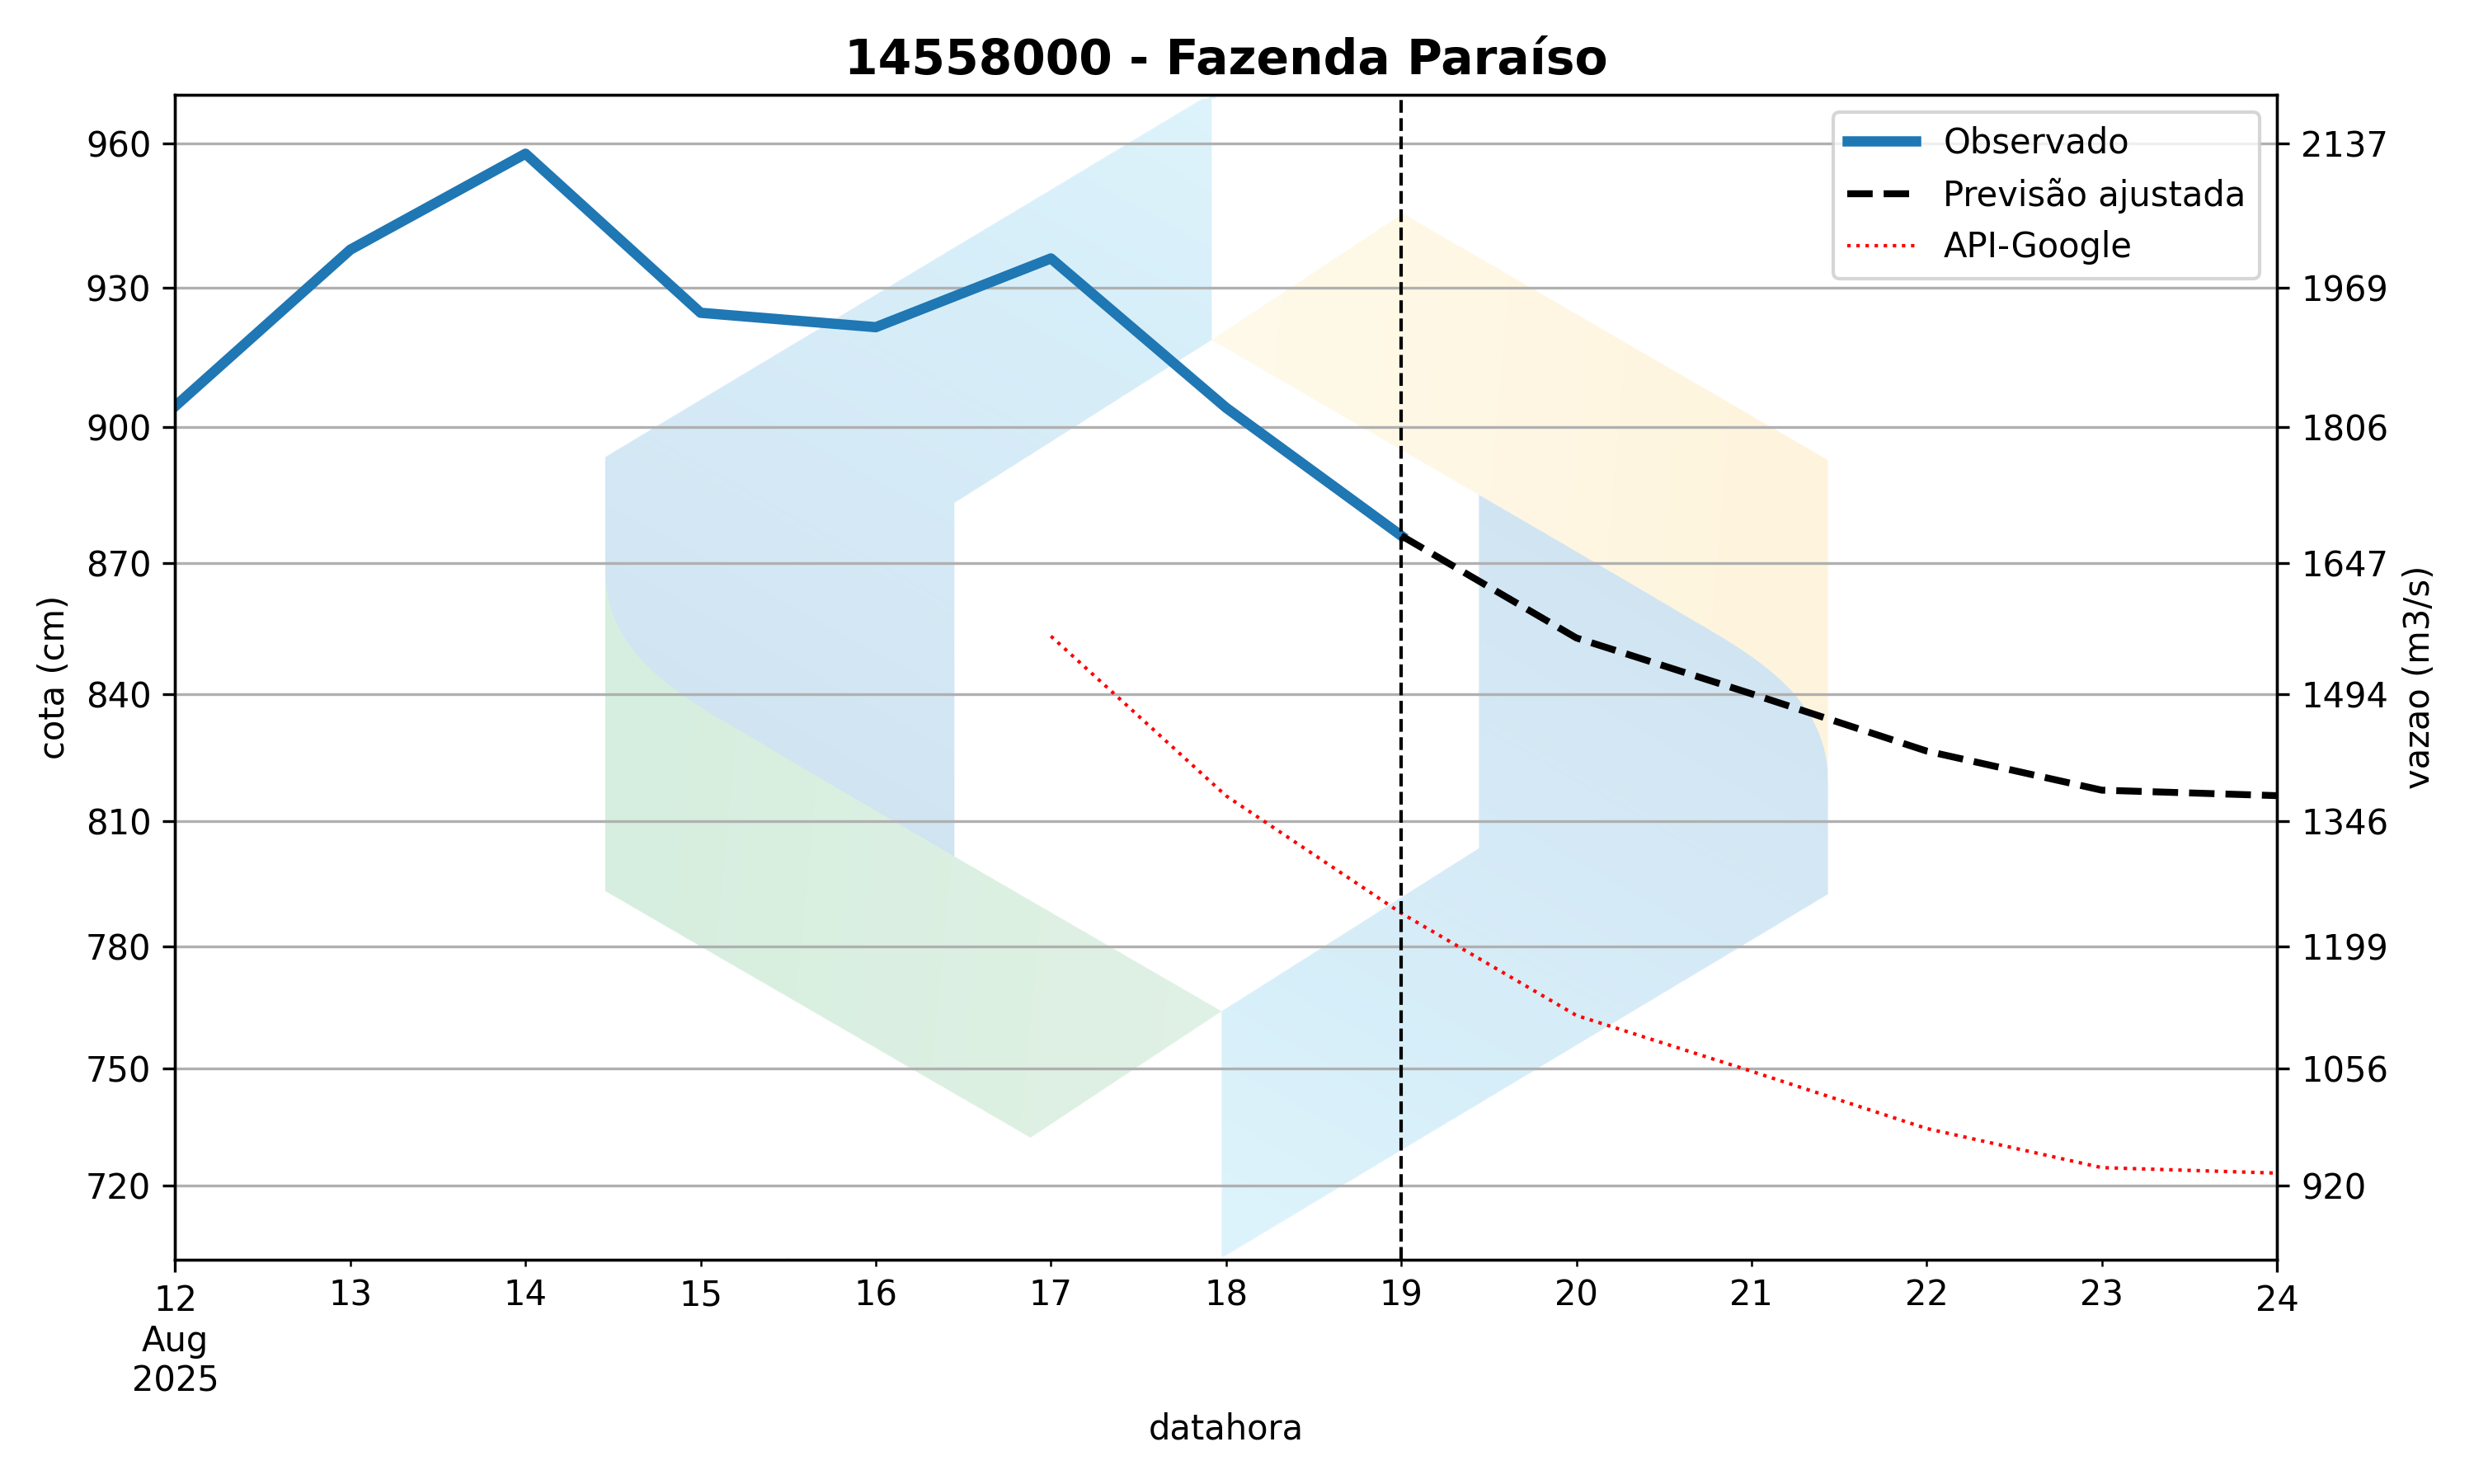 14558000 - Fazenda Paraíso
Observado
Previsão ajustada
API-Google
960
930
900
870
840
810
780
750
720
cota (cm)
2137
1969
1806
1647
1494
1346
1199
1056
920
vazao (m3/s)
12 13 14 15 16 17 18 19 20 21 22 23 24
Aug
2025
datahora